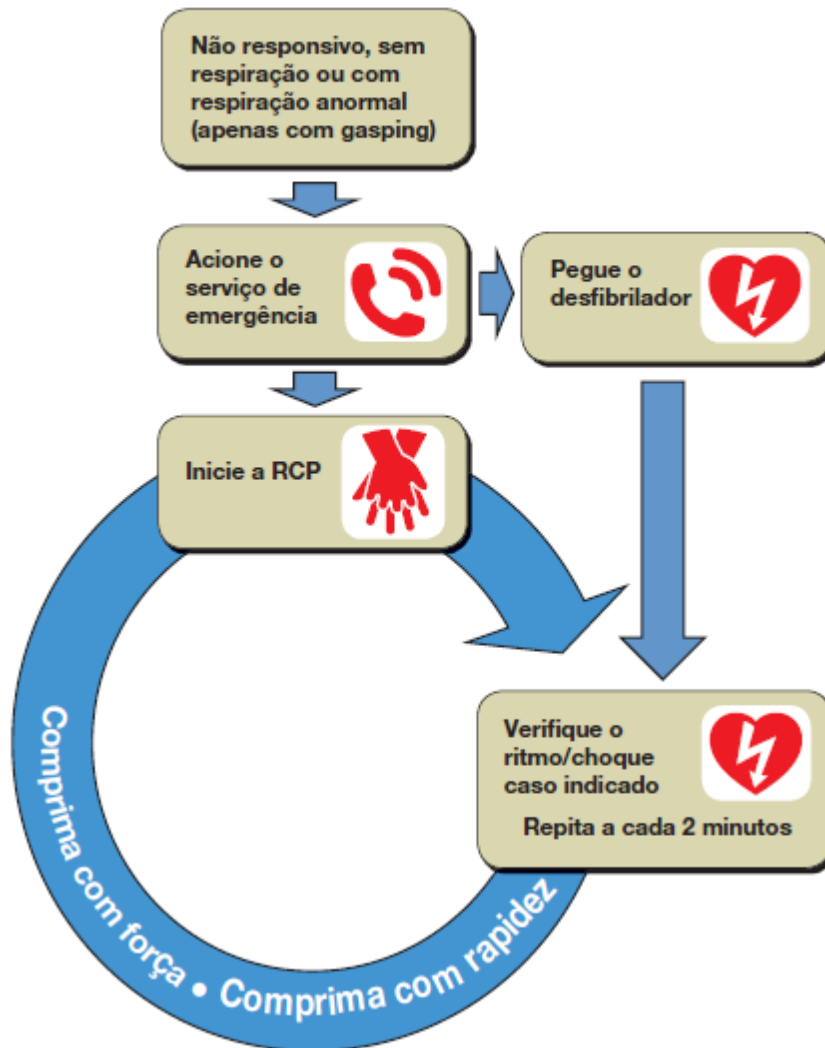 Não responsivo, sem
respiração ou com
respiração anormal
(apenas com gasping)
Acione o
serviço de
emergência
Pegue o
desfibrilador
Inicie a RCP
Verifique o
ritmo/choque
caso indicado
Repita a cada 2 minutos
Comprima com força • Comprima com rapidez